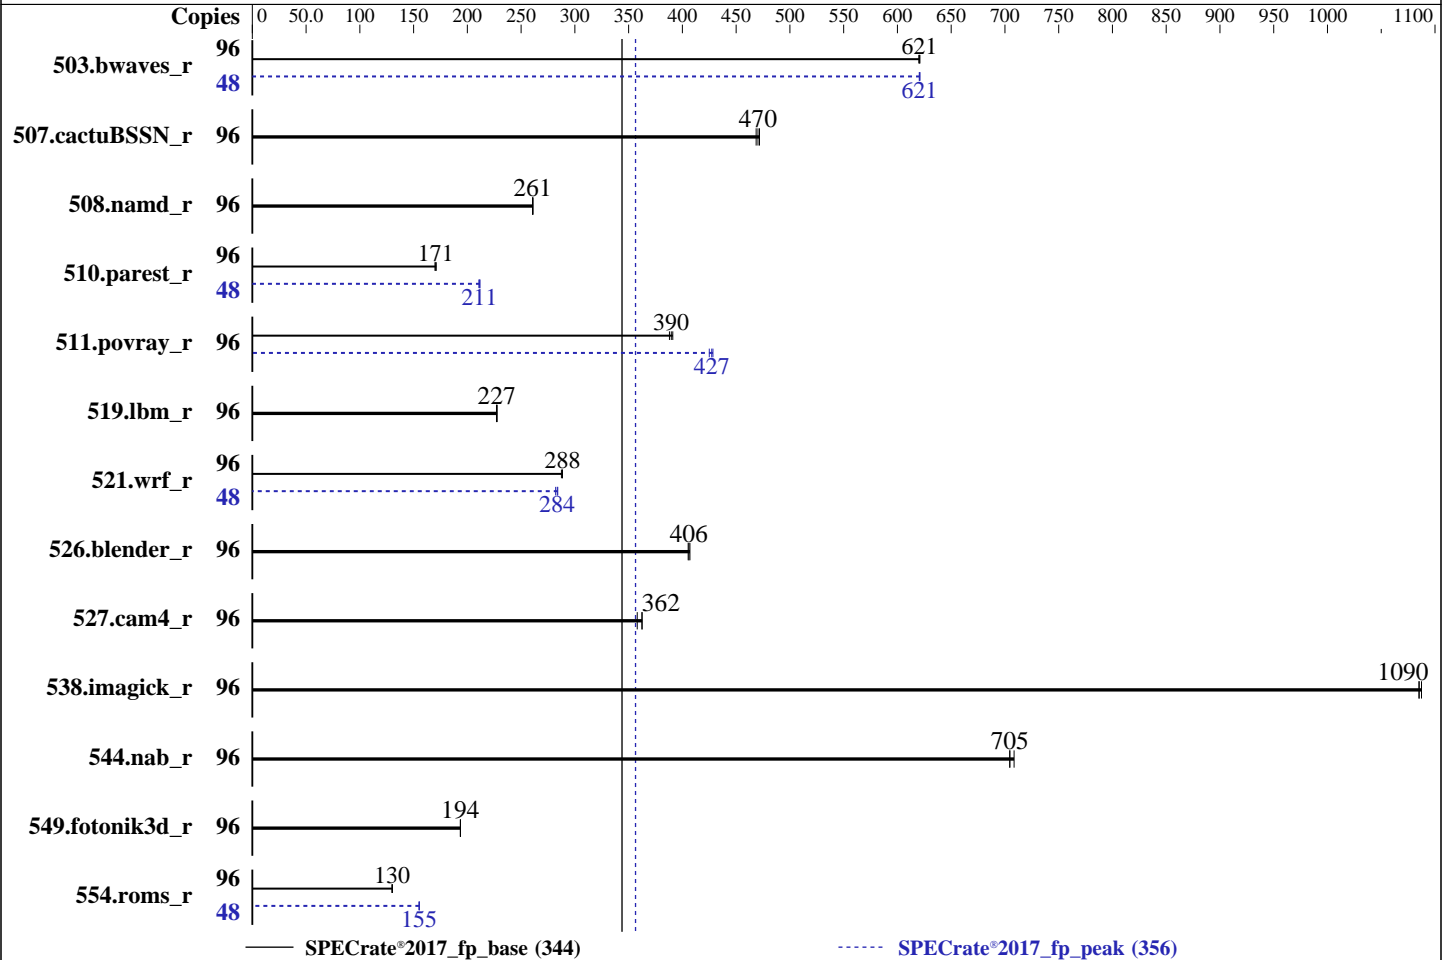 Copies 0 50.0 100 150 200 250 300 350 400 450 500 550 600 650 700 750 800 850 900 950 1000 1100
503.bwaves_r 96 621
48 621
507.cactuBSSN_r 96 470
508.namd_r 96 261
510.parest_r 96 171
48 211
511.povray_r 96 390
427
519.lbm_r 96 227
521.wrf_r 96 288
48 284
526.blender_r 96 406
527.cam4_r 96 362
538.imagick_r 96 1090
544.nab_r 96 705
549.fotonik3d_r 96 194
554.roms_r 96 130
48 155
SPECrate®2017_fp_base (344) SPECrate®2017_fp_peak (356)